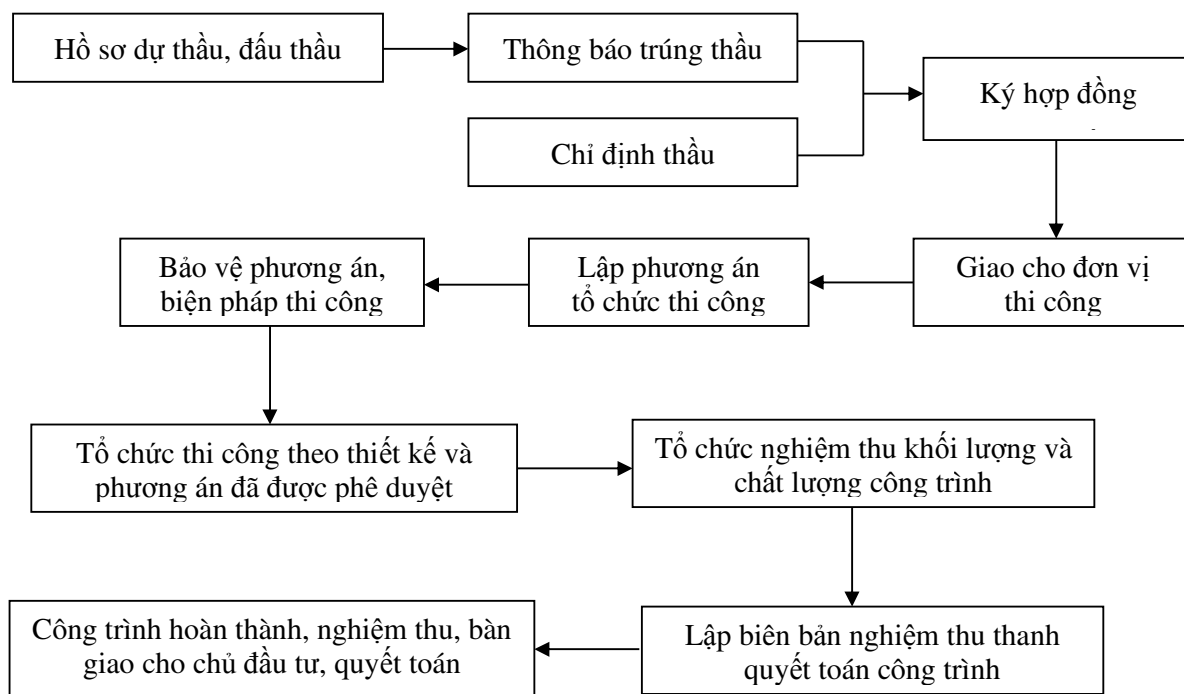 Hồ sơ dự thầu, đấu thầu
Thông báo trúng thầu
Chỉ định thầu
Ký hợp đồng
Giao cho đơn vị
thi công
Lập phương án
tổ chức thi công
Bảo vệ phương án,
biện pháp thi công
Tổ chức thi công theo thiết kế và
phương án đã được phê duyệt
Tổ chức nghiệm thu khối lượng và
chất lượng công trình
Lập biên bản nghiệm thu thanh
quyết toán công trình
Công trình hoàn thành, nghiệm thu, bàn
giao cho chủ đầu tư, quyết toán